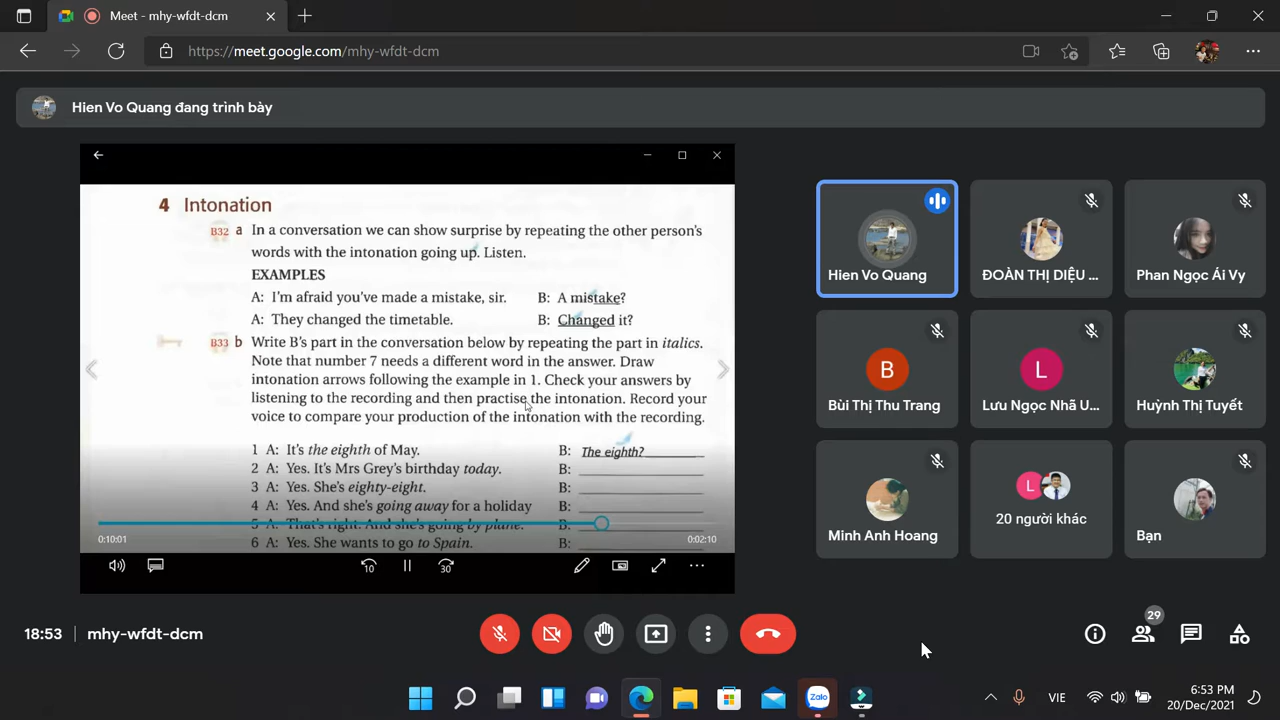 Meet - mhy-wfdt-dcm
https://meet.google.com/mhy-wfdt-dcm
Hien Vo Quang đang trình bày
4 Intonation
B32 a In a conversation we can show surprise by repeating the other person's
words with the intonation going up. Listen.
EXAMPLES
A: I'm afraid you've made a mistake, sir. B: A mistake?
A: They changed the timetable. B: Changed it?
B33 b Write B's part in the conversation below by repeating the part in italics.
Note that number 7 needs a different word in the answer. Draw
intonation arrows following the example in 1. Check your answers by
listening to the recording and then practise the intonation. Record your
voice to compare your production of the intonation with the recording.
1 A: It's the eighth of May. B: The eighth?
2 A: Yes. It's Mrs Grey's birthday today. B:
3 A: Yes. She's eighty-eight. B:
4 A: Yes. And she's going away for a holiday B:
5 A: That's right. And she's going by plane. B:
6 A: Yes. She wants to go to Spain. B:
0:10:01 0:02:10
10 30
Hien Vo Quang
ĐOÀN THỊ DIỆU ...
Phan Ngọc Ái Vy
B
Bùi Thị Thu Trang
L
Lưu Ngọc Nhã U...
Huỳnh Thị Tuyết
Minh Anh Hoang
L
20 người khác
Bạn
18:53 mhy-wfdt-dcm
29
Zalo
VIE
6:53 PM
20/Dec/2021